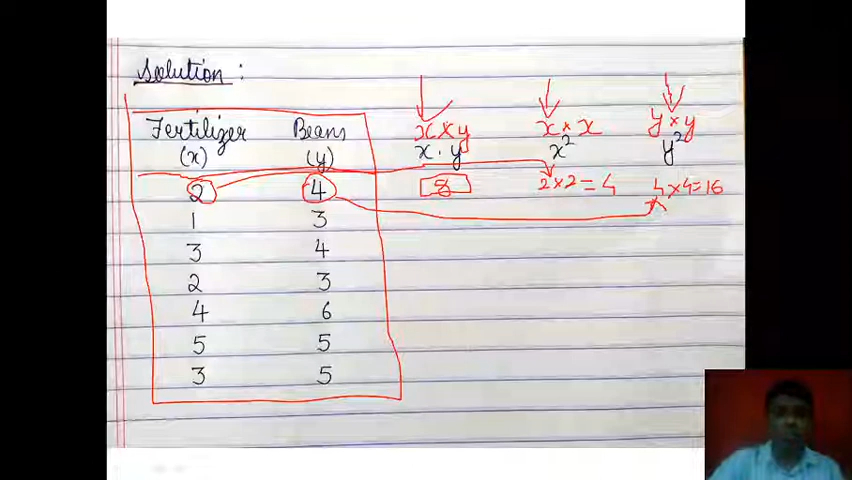 Solution :
Fertilizer Beans x×y x×x y×y
(x) (y) x·y x² y²
2 4 8 2×2=4 4×4=16
1 3
3 4
2 3
4 6
5 5
3 5